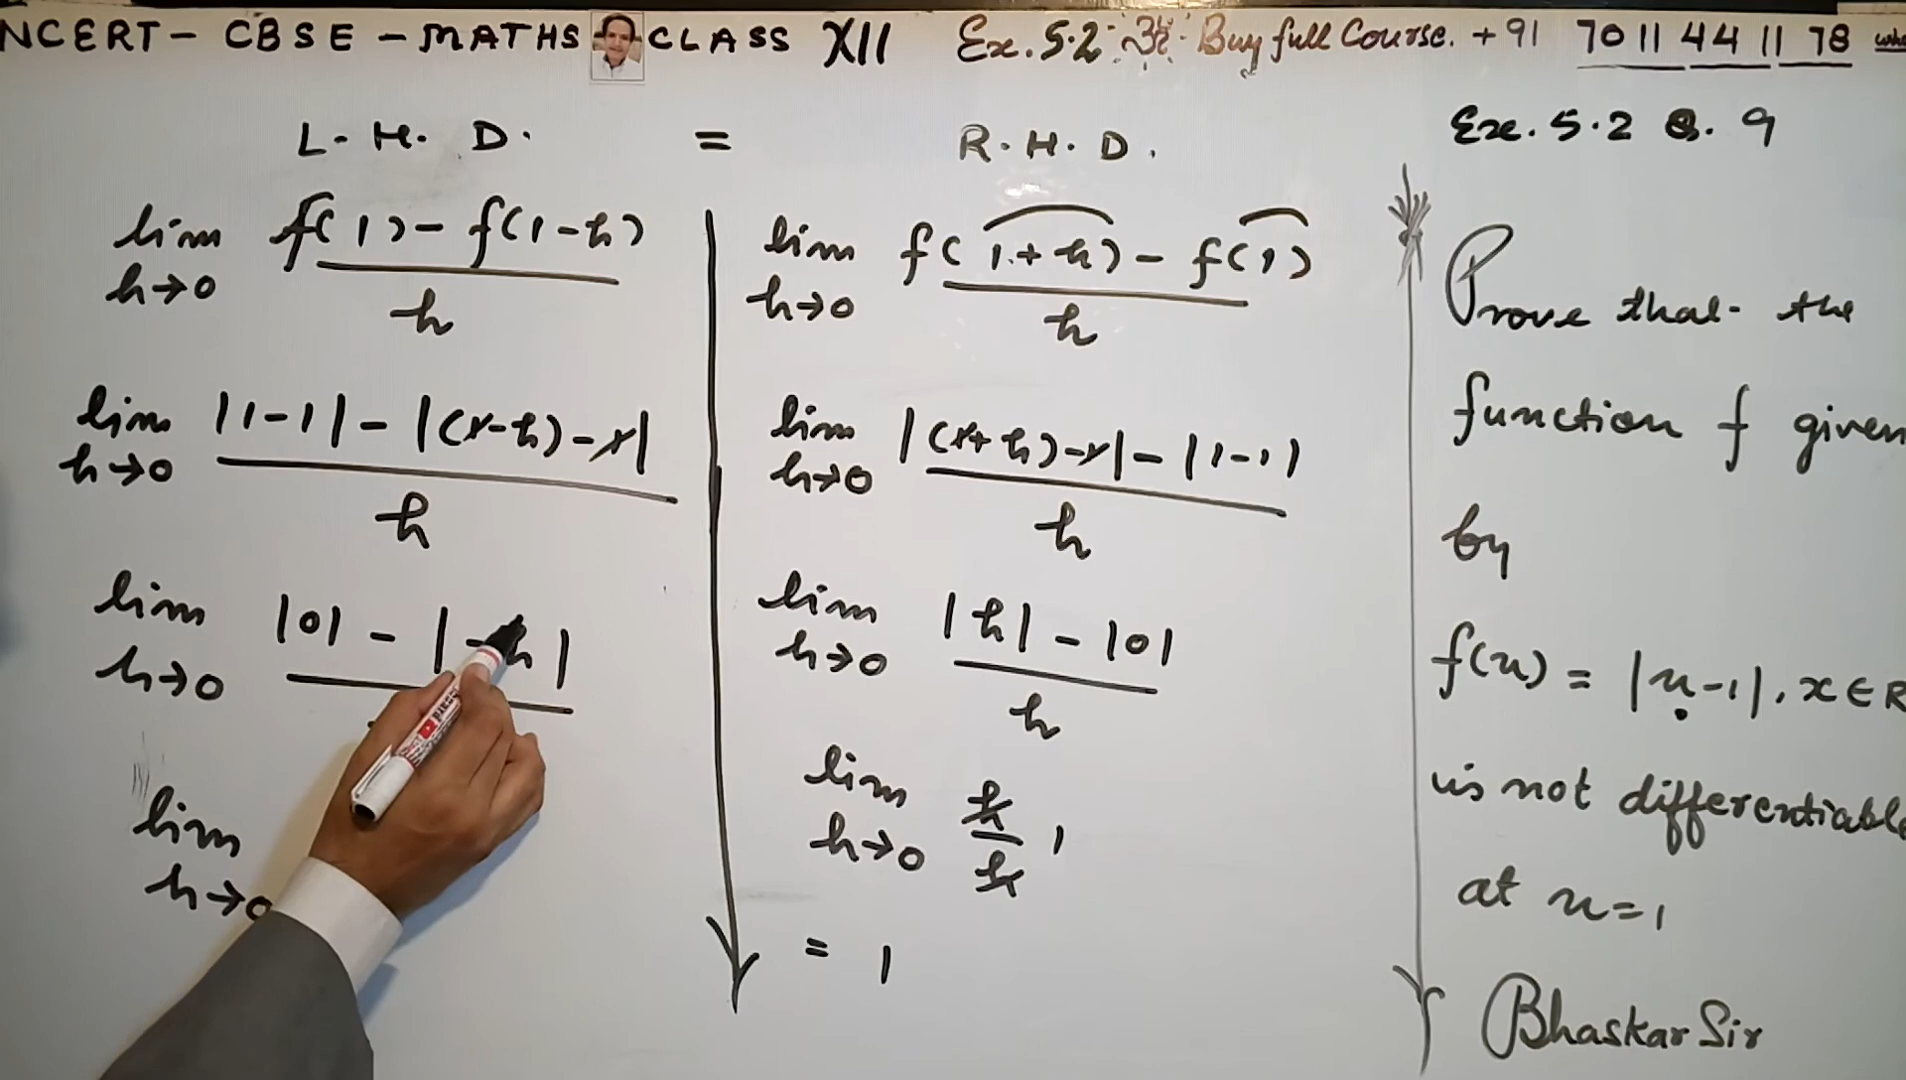 NCERT - CBSE - MATHS - CLASS XII Ex. 5.2 Buy full Course. +91 70 11 44 11 78
L. H. D. = R. H. D.
lim h→0 f(1) - f(1-h) / h
lim h→0 |1-1| - |(1-h)-1| / h
lim h→0 |0| - |-h|
lim h→0
lim h→0 f(1+h) - f(1) / h
lim h→0 |(1+h)-1| - |1-1| / h
lim h→0 |h| - |0| / h
lim h→0 h / h ,
= 1
Ex. 5.2 Q. 9
Prove that the
function f given
by
f(x) = |x-1|, x ∈ R
is not differentiable
at x=1
Bhaskar Sir